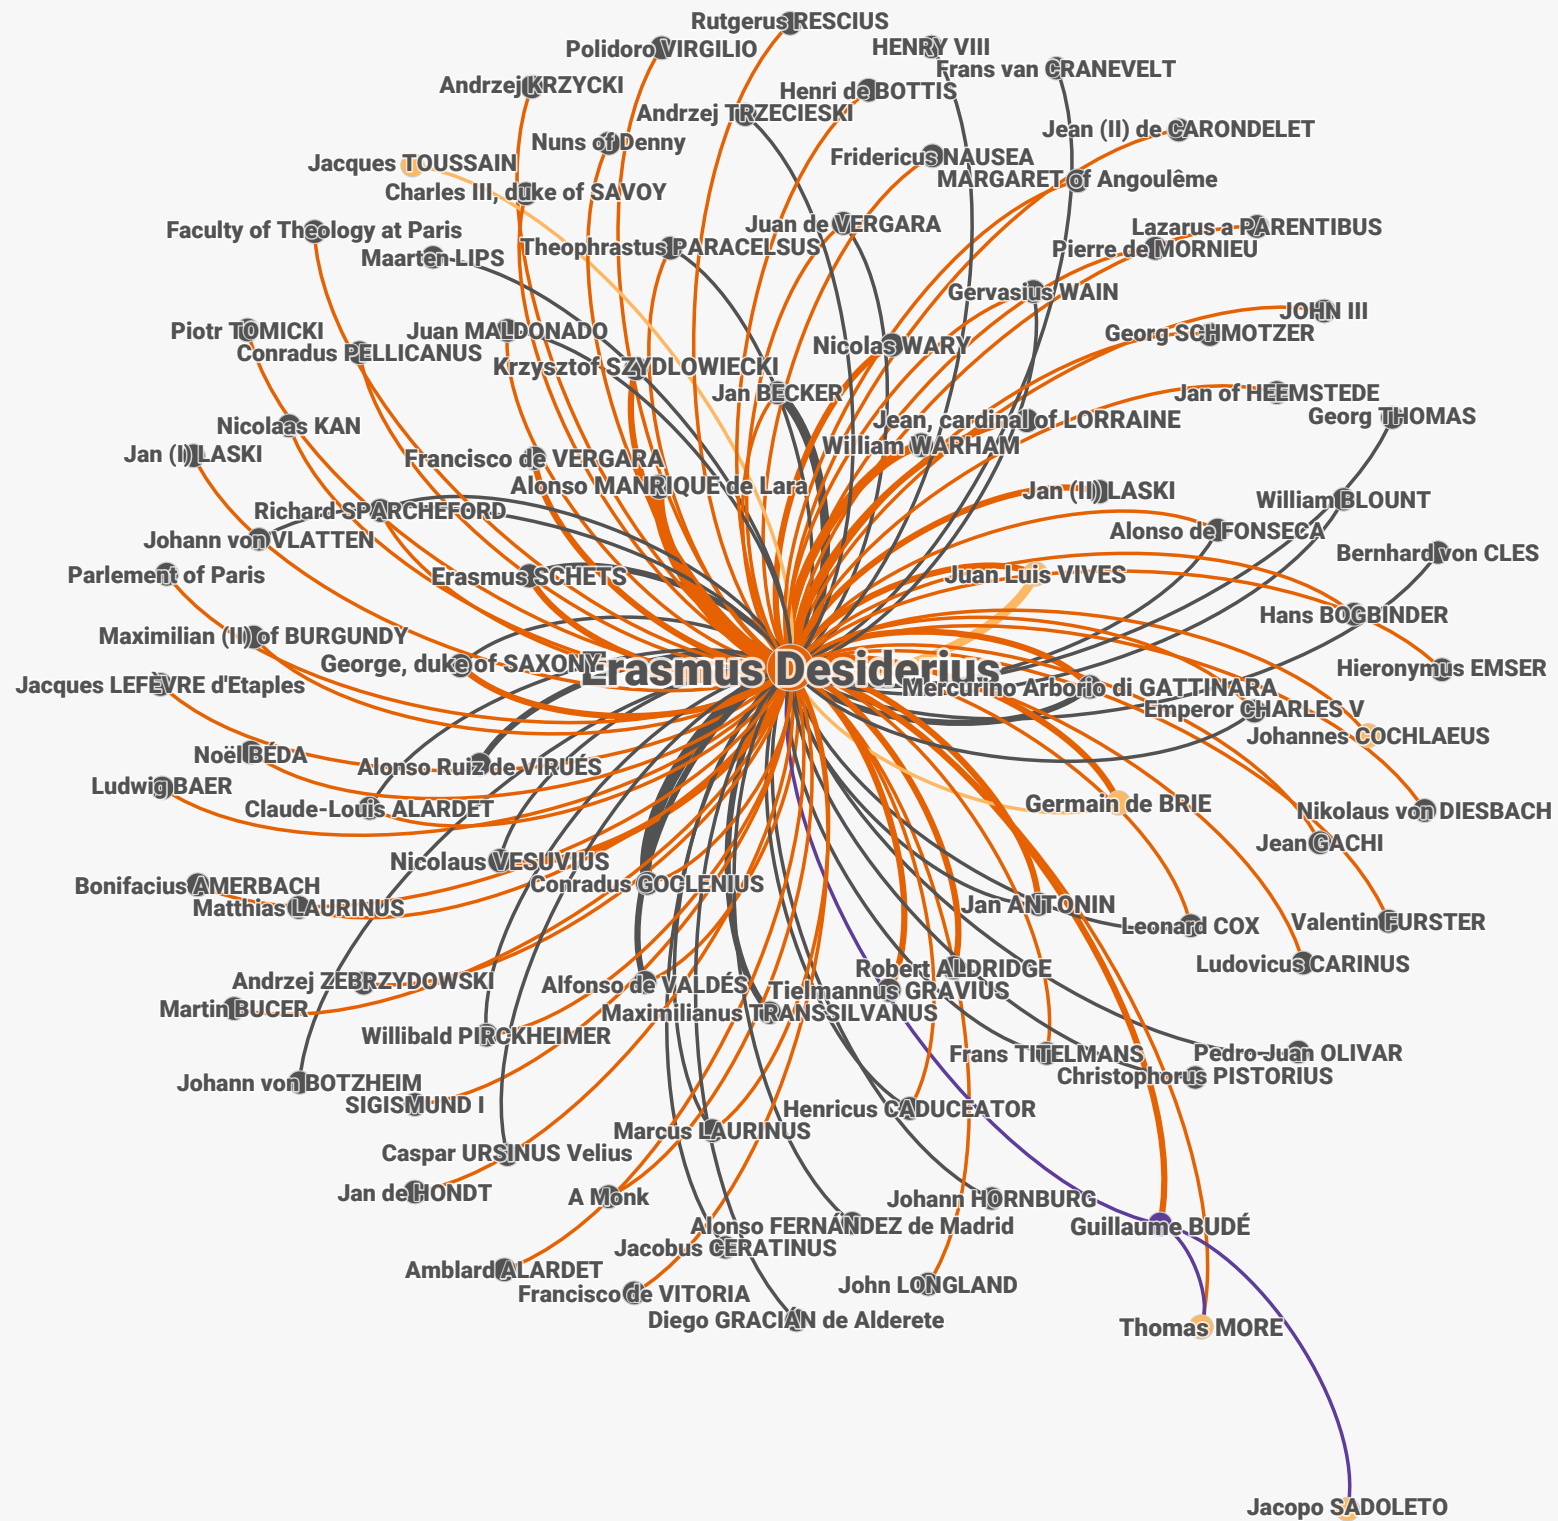 Rutgerus RESCIUS
Polidoro VIRGILIO
HENRY VIII
Frans van CRANEVELT
Andrzej KRZYCKI
Henri de BOTTIS
Andrzej TRZECIESKI
Jean (II) de CARONDELET
Nuns of Denny
Fridericus NAUSEA
Jacques TOUSSAIN
MARGARET of Angoulême
Charles III, duke of SAVOY
Juan de VERGARA
Lazarus a PARENTIBUS
Faculty of Theology at Paris
Theophrastus PARACELSUS
Pierre de MORNIEU
Maarten LIPS
Gervasius WAIN
JOHN III
Piotr TOMICKI
Juan MALDONADO
Georg SCHMOTZER
Conradus PELLICANUS
Nicolas WARY
Krzysztof SZYDLOWIECKI
Jan BECKER
Jan of HEEMSTEDE
Georg THOMAS
Jean, cardinal of LORRAINE
Nicolaas KAN
William WARHAM
Jan (I) LASKI
Francisco de VERGARA
Alonso MANRIQUE de Lara
Jan (II) LASKI
William BLOUNT
Richard SPARCHEFORD
Alonso de FONSECA
Johann von VLATTEN
Bernhard von CLES
Parlement of Paris
Erasmus SCHETS
Juan Luis VIVES
Hans BOGBINDER
Maximilian (II) of BURGUNDY
George, duke of SAXONY
Erasmus Desiderius
Hieronymus EMSER
Jacques LEFÈVRE d'Etaples
Mercurino Arborio di GATTINARA
Emperor CHARLES V
Johannes COCHLAEUS
Noël BÉDA
Alonso Ruiz de VIRUÉS
Ludwig BAER
Claude-Louis ALARDET
Germain de BRIE
Nikolaus von DIESBACH
Jean GACHI
Nicolaus VESUVIUS
Bonifacius AMERBACH
Conradus GOCLENIUS
Matthias LAURINUS
Jan ANTONIN
Leonard COX
Valentin FURSTER
Ludovicus CARINUS
Robert ALDRIDGE
Andrzej ZEBRZYDOWSKI
Alfonso de VALDÉS
Tielmannus GRAVIUS
Martin BUCER
Maximilianus TRANSSILVANUS
Willibald PIRCKHEIMER
Frans TITELMANS
Pedro-Juan OLIVAR
Christophorus PISTORIUS
Johann von BOTZHEIM
SIGISMUND I
Henricus CADUCEATOR
Marcus LAURINUS
Caspar URSINUS Velius
Jan de HONDT
A Monk
Johann HORNBURG
Alonso FERNÁNDEZ de Madrid
Guillaume BUDÉ
Jacobus CERATINUS
Amblard ALARDET
John LONGLAND
Francisco de VITORIA
Diego GRACIÁN de Alderete
Thomas MORE
Jacopo SADOLETO